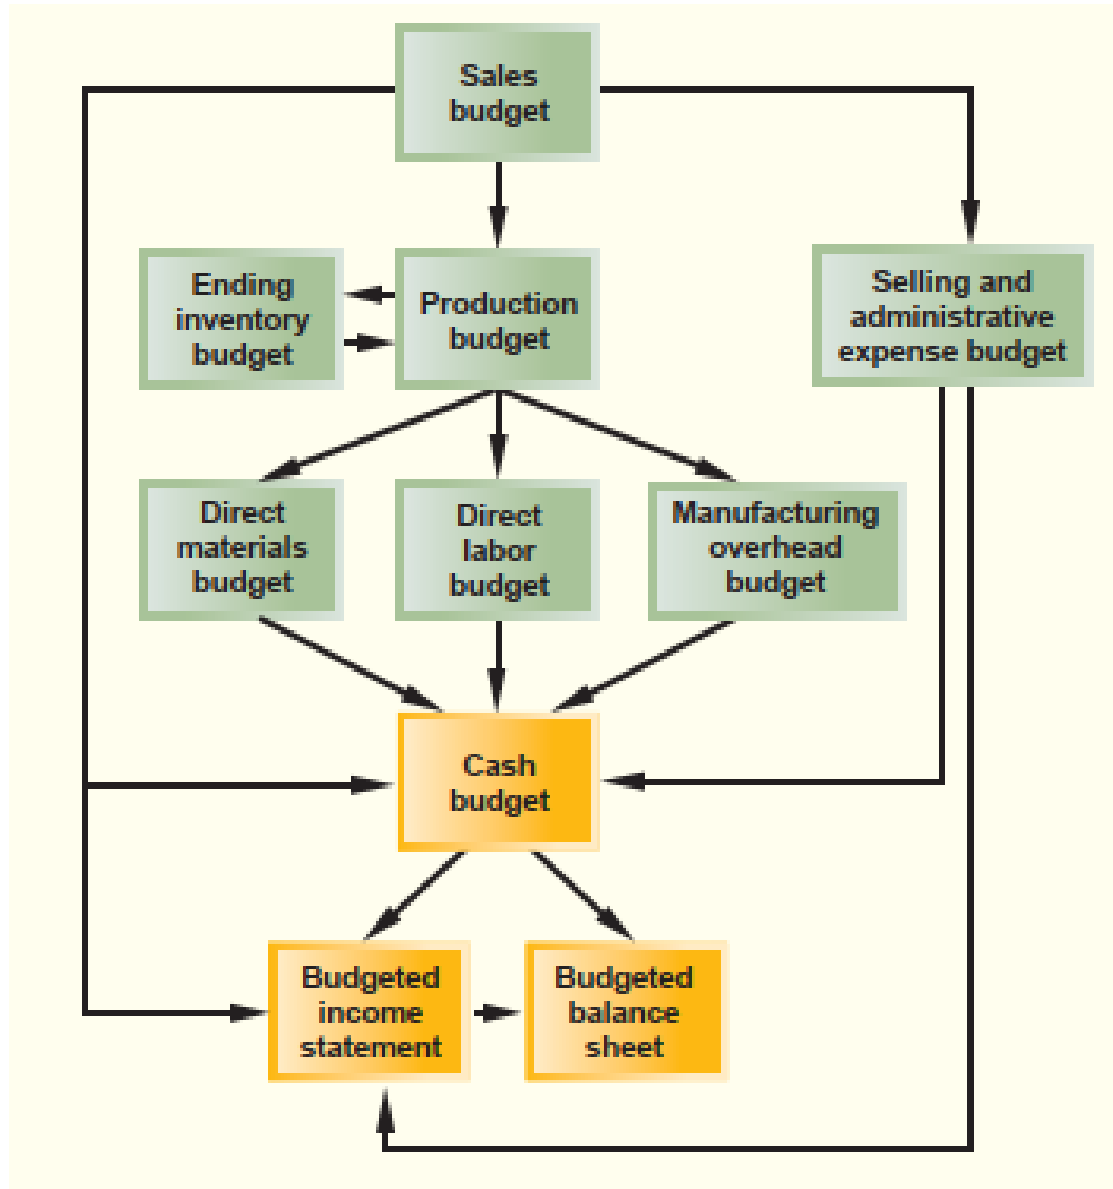 Sales
budget
Ending
inventory
budget
Production
budget
Selling and
administrative
expense budget
Direct
materials
budget
Direct
labor
budget
Manufacturing
overhead
budget
Cash
budget
Budgeted
income
statement
Budgeted
balance
sheet